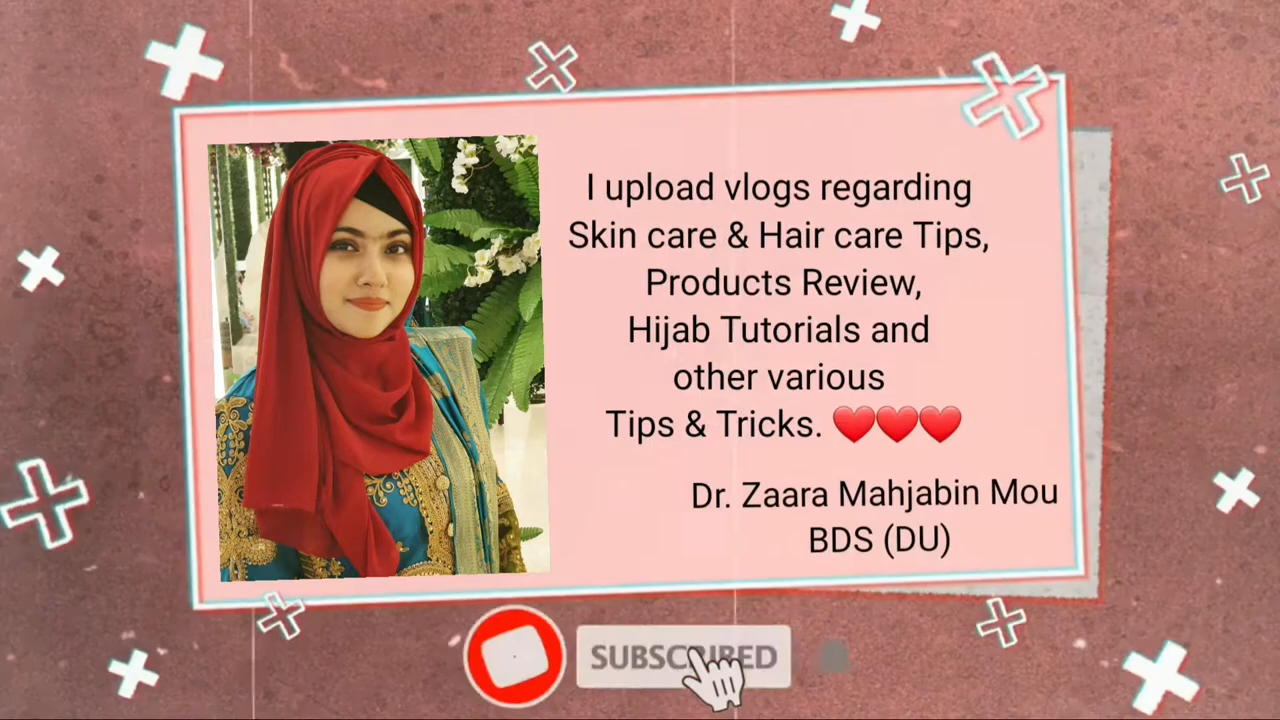 I upload vlogs regarding
Skin care & Hair care Tips,
Products Review,
Hijab Tutorials and
other various
Tips & Tricks. ❤️❤️❤️
Dr. Zaara Mahjabin Mou
BDS (DU)
SUBSCRIBED